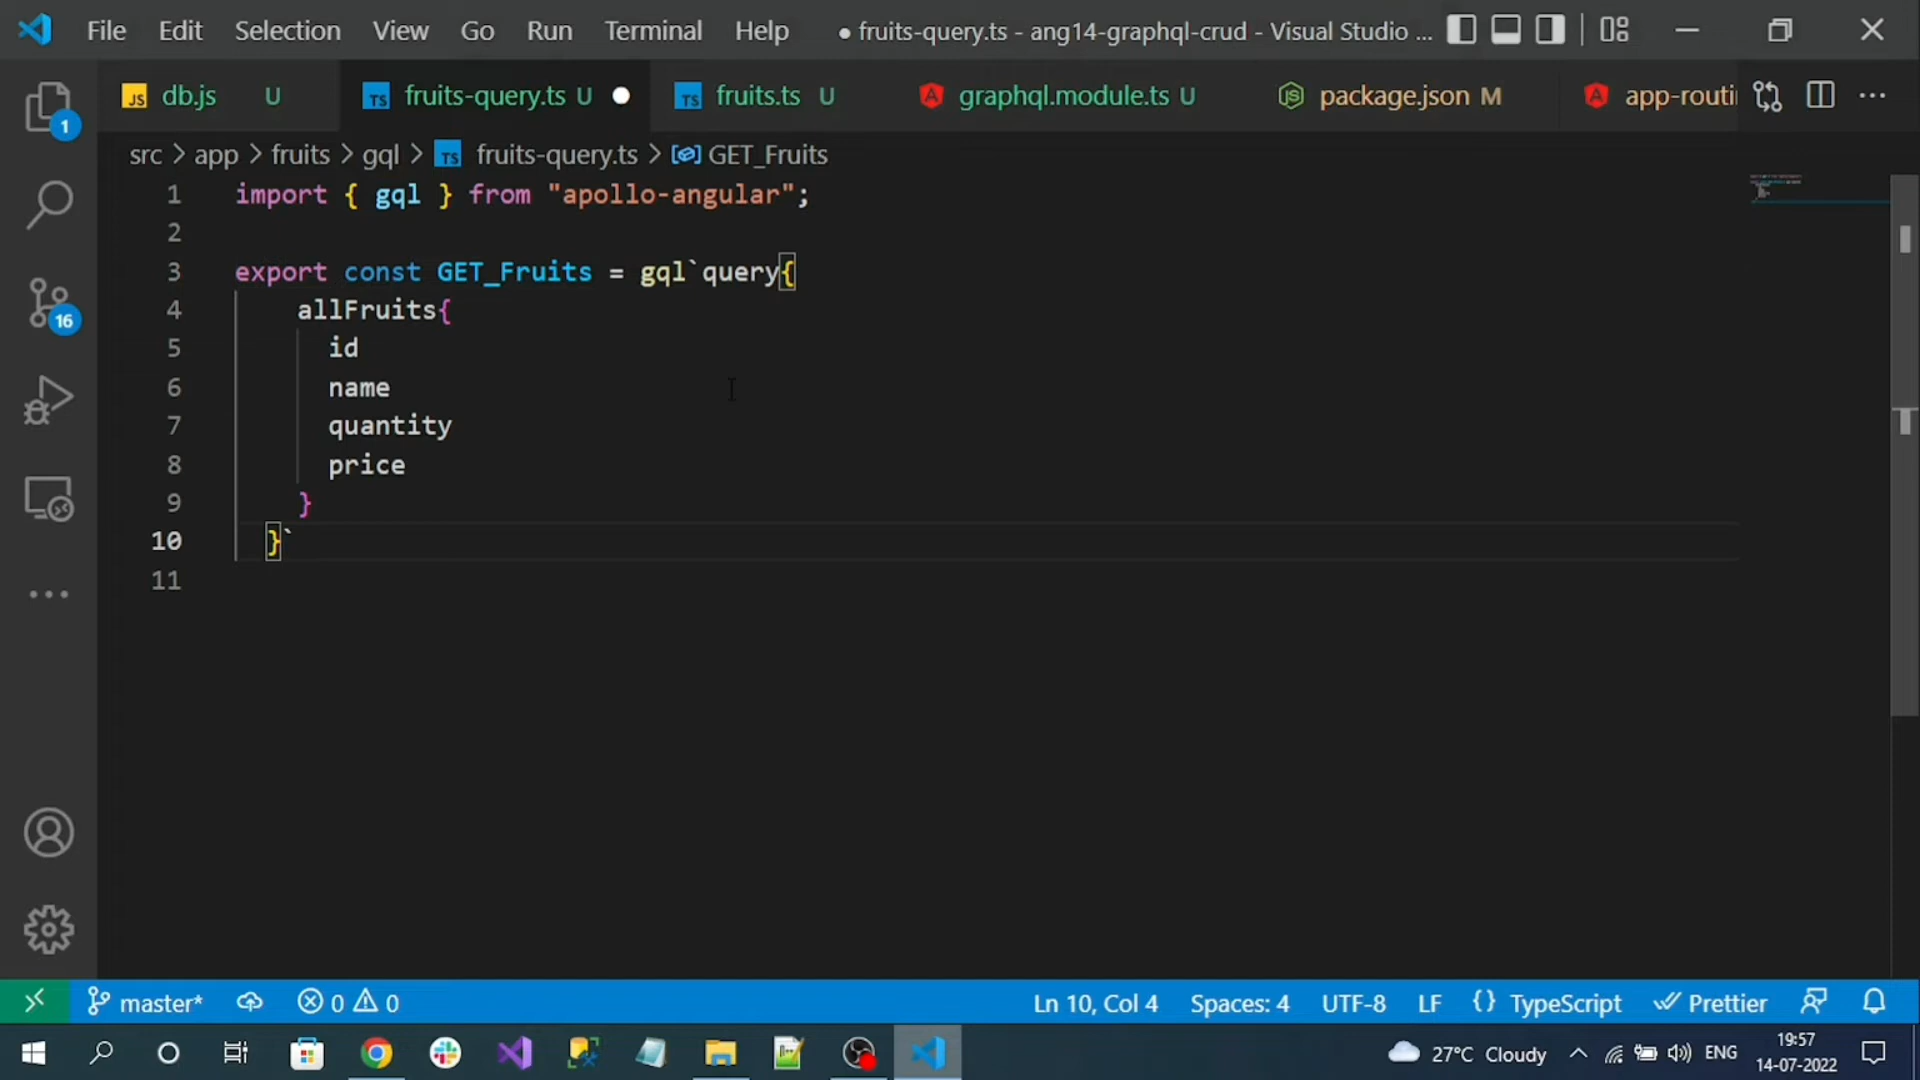 File Edit Selection View Go Run Terminal Help ● fruits-query.ts - ang14-graphql-crud - Visual Studio ...
JS db.js U TS fruits-query.ts U TS fruits.ts U graphql.module.ts U package.json M app-routi
1
src > app > fruits > gql > TS fruits-query.ts > GET_Fruits
1 import { gql } from "apollo-angular";
2
3 export const GET_Fruits = gql`query{
4 allFruits{
16
5 id
6 name
7 quantity
8 price
9 }
10 }`
11
master* 0 0 Ln 10, Col 4 Spaces: 4 UTF-8 LF {} TypeScript Prettier
27°C Cloudy ENG 19:57
14-07-2022